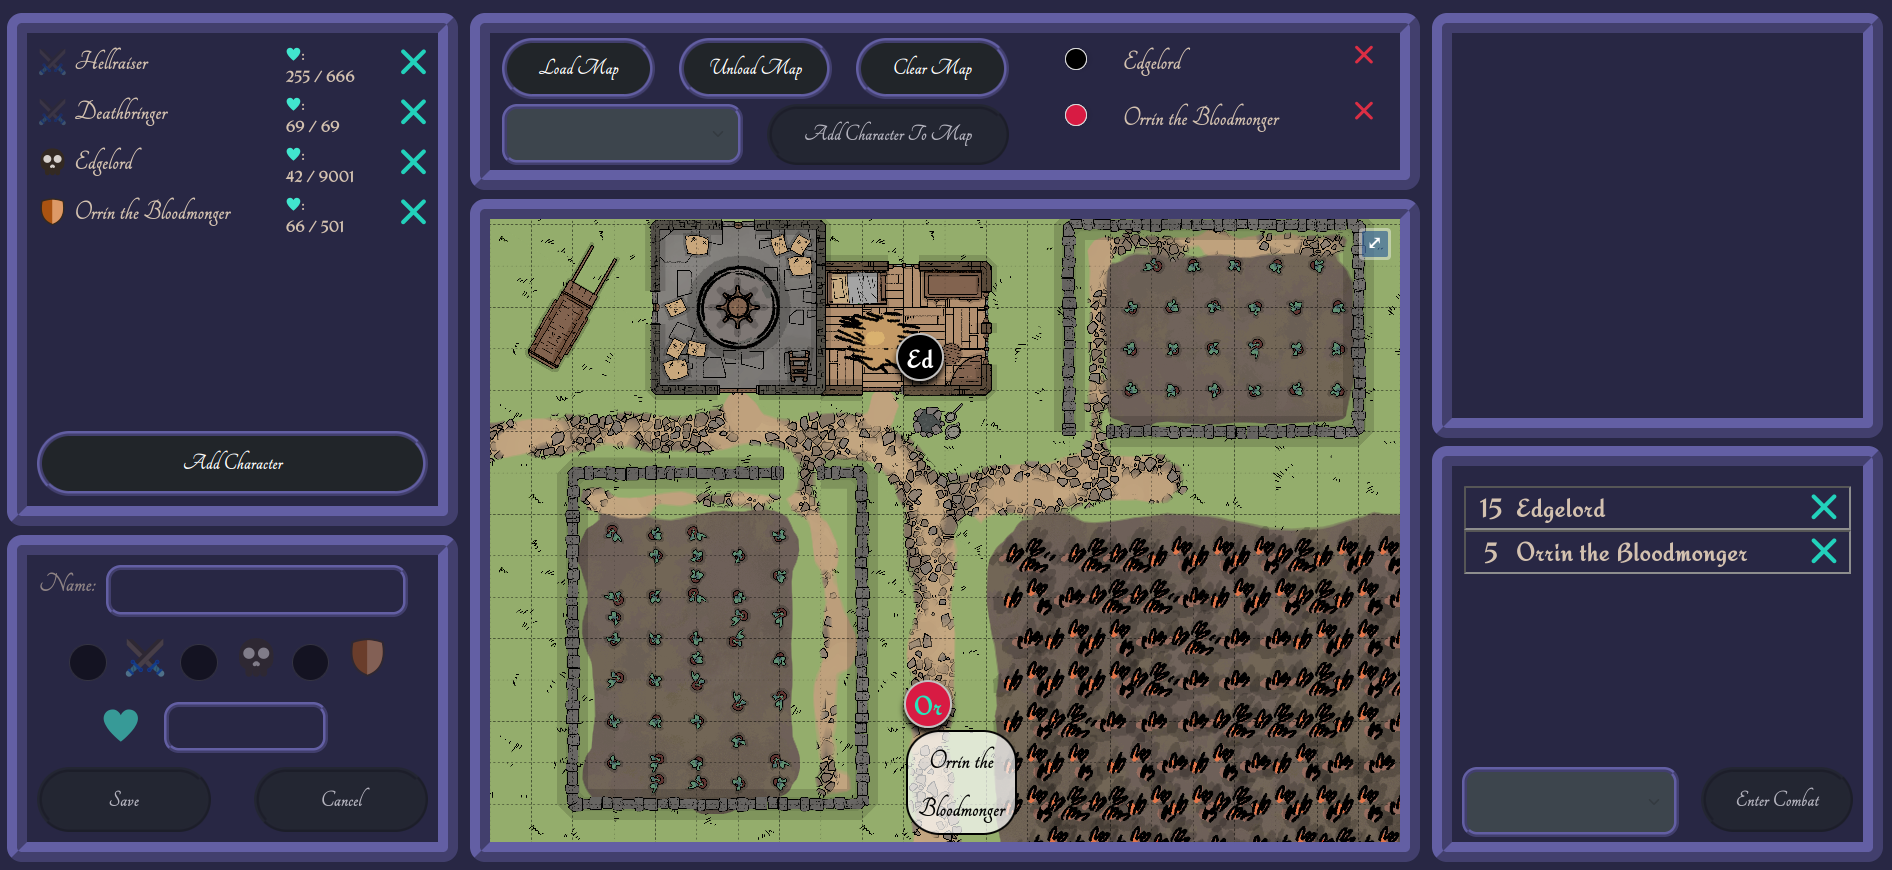 Hellraiser
:
255 / 666
Deathbringer
:
69 / 69
Edgelord
:
42 / 9001
Orrin the Bloodmonger
:
66 / 501
Add Character
Name:
Save
Cancel
Load Map
Unload Map
Clear Map
Add Character To Map
Edgelord
Orrin the Bloodmonger
Ed
Or
Orrin the
Bloodmonger
15 Edgelord
5 Orrin the Bloodmonger
Enter Combat